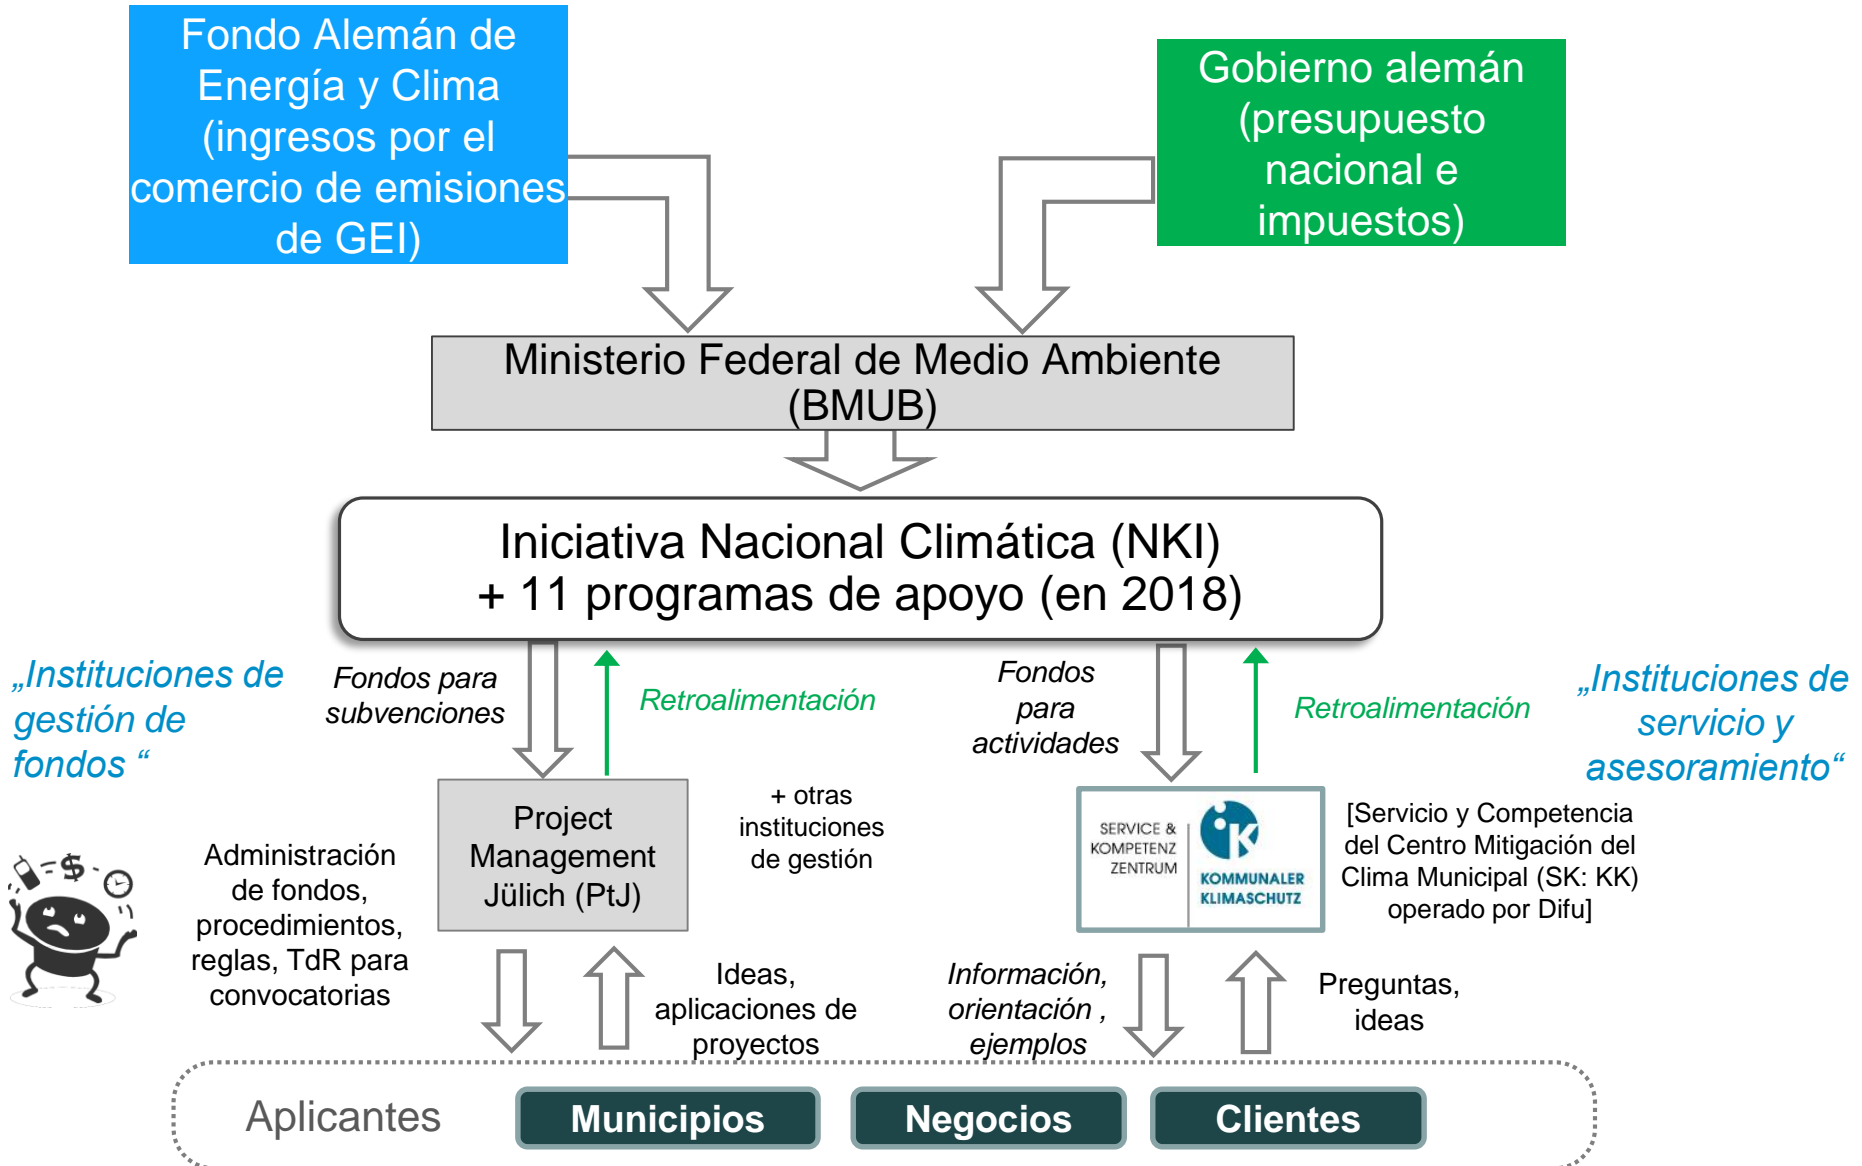 Fondo Alemán de
Energía y Clima
(ingresos por el
comercio de emisiones
de GEI)
Gobierno alemán
(presupuesto
nacional e
impuestos)
Ministerio Federal de Medio Ambiente
(BMUB)
Iniciativa Nacional Climática (NKI)
+ 11 programas de apoyo (en 2018)
„Instituciones de
gestión de
fondos “
Fondos para
subvenciones
Retroalimentación
Fondos
para
actividades
Retroalimentación
„Instituciones de
servicio y
asesoramiento“
Project
Management
Jülich (PtJ)
+ otras
instituciones
de gestión
SERVICE &
KOMPETENZ
ZENTRUM
K
KOMMUNALER
KLIMASCHUTZ
[Servicio y Competencia
del Centro Mitigación del
Clima Municipal (SK: KK)
operado por Difu]
$
Administración
de fondos,
procedimientos,
reglas, TdR para
convocatorias
Ideas,
aplicaciones de
proyectos
Información,
orientación ,
ejemplos
Preguntas,
ideas
Aplicantes
Municipios
Negocios
Clientes